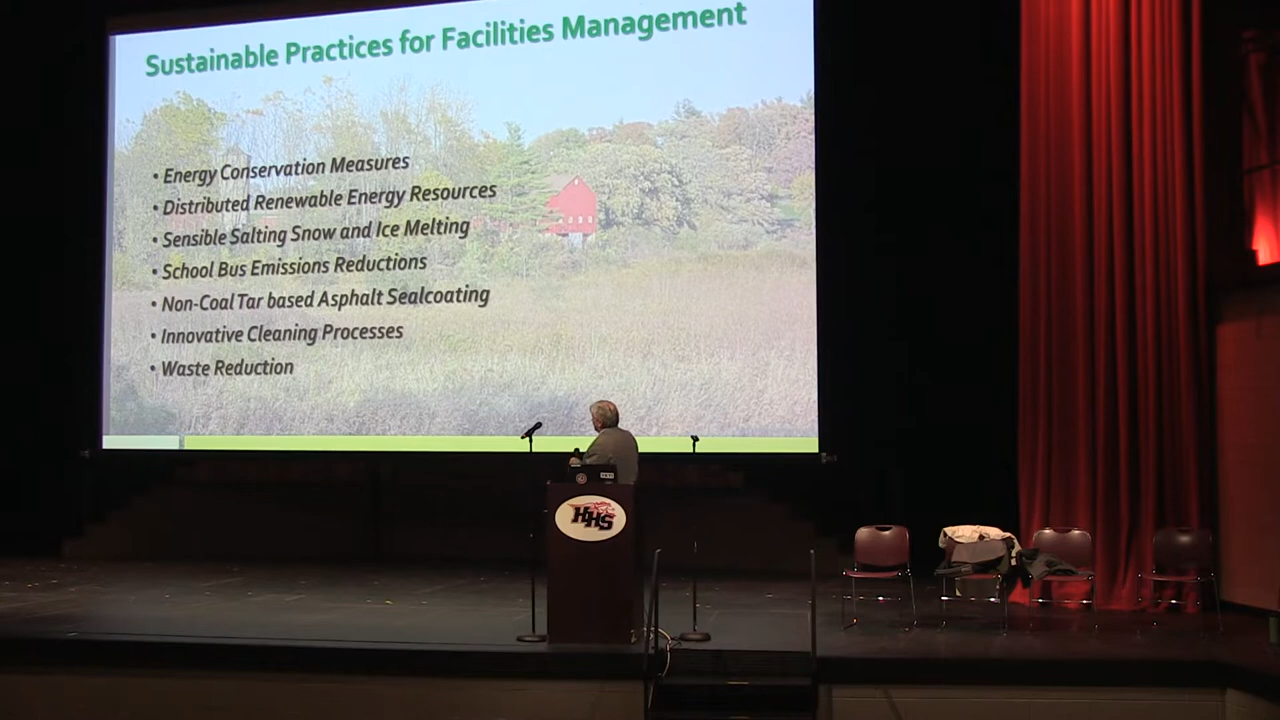 Sustainable Practices for Facilities Management
• Energy Conservation Measures
• Distributed Renewable Energy Resources
• Sensible Salting Snow and Ice Melting
• School Bus Emissions Reductions
• Non-Coal Tar based Asphalt Sealcoating
• Innovative Cleaning Processes
• Waste Reduction
HHS